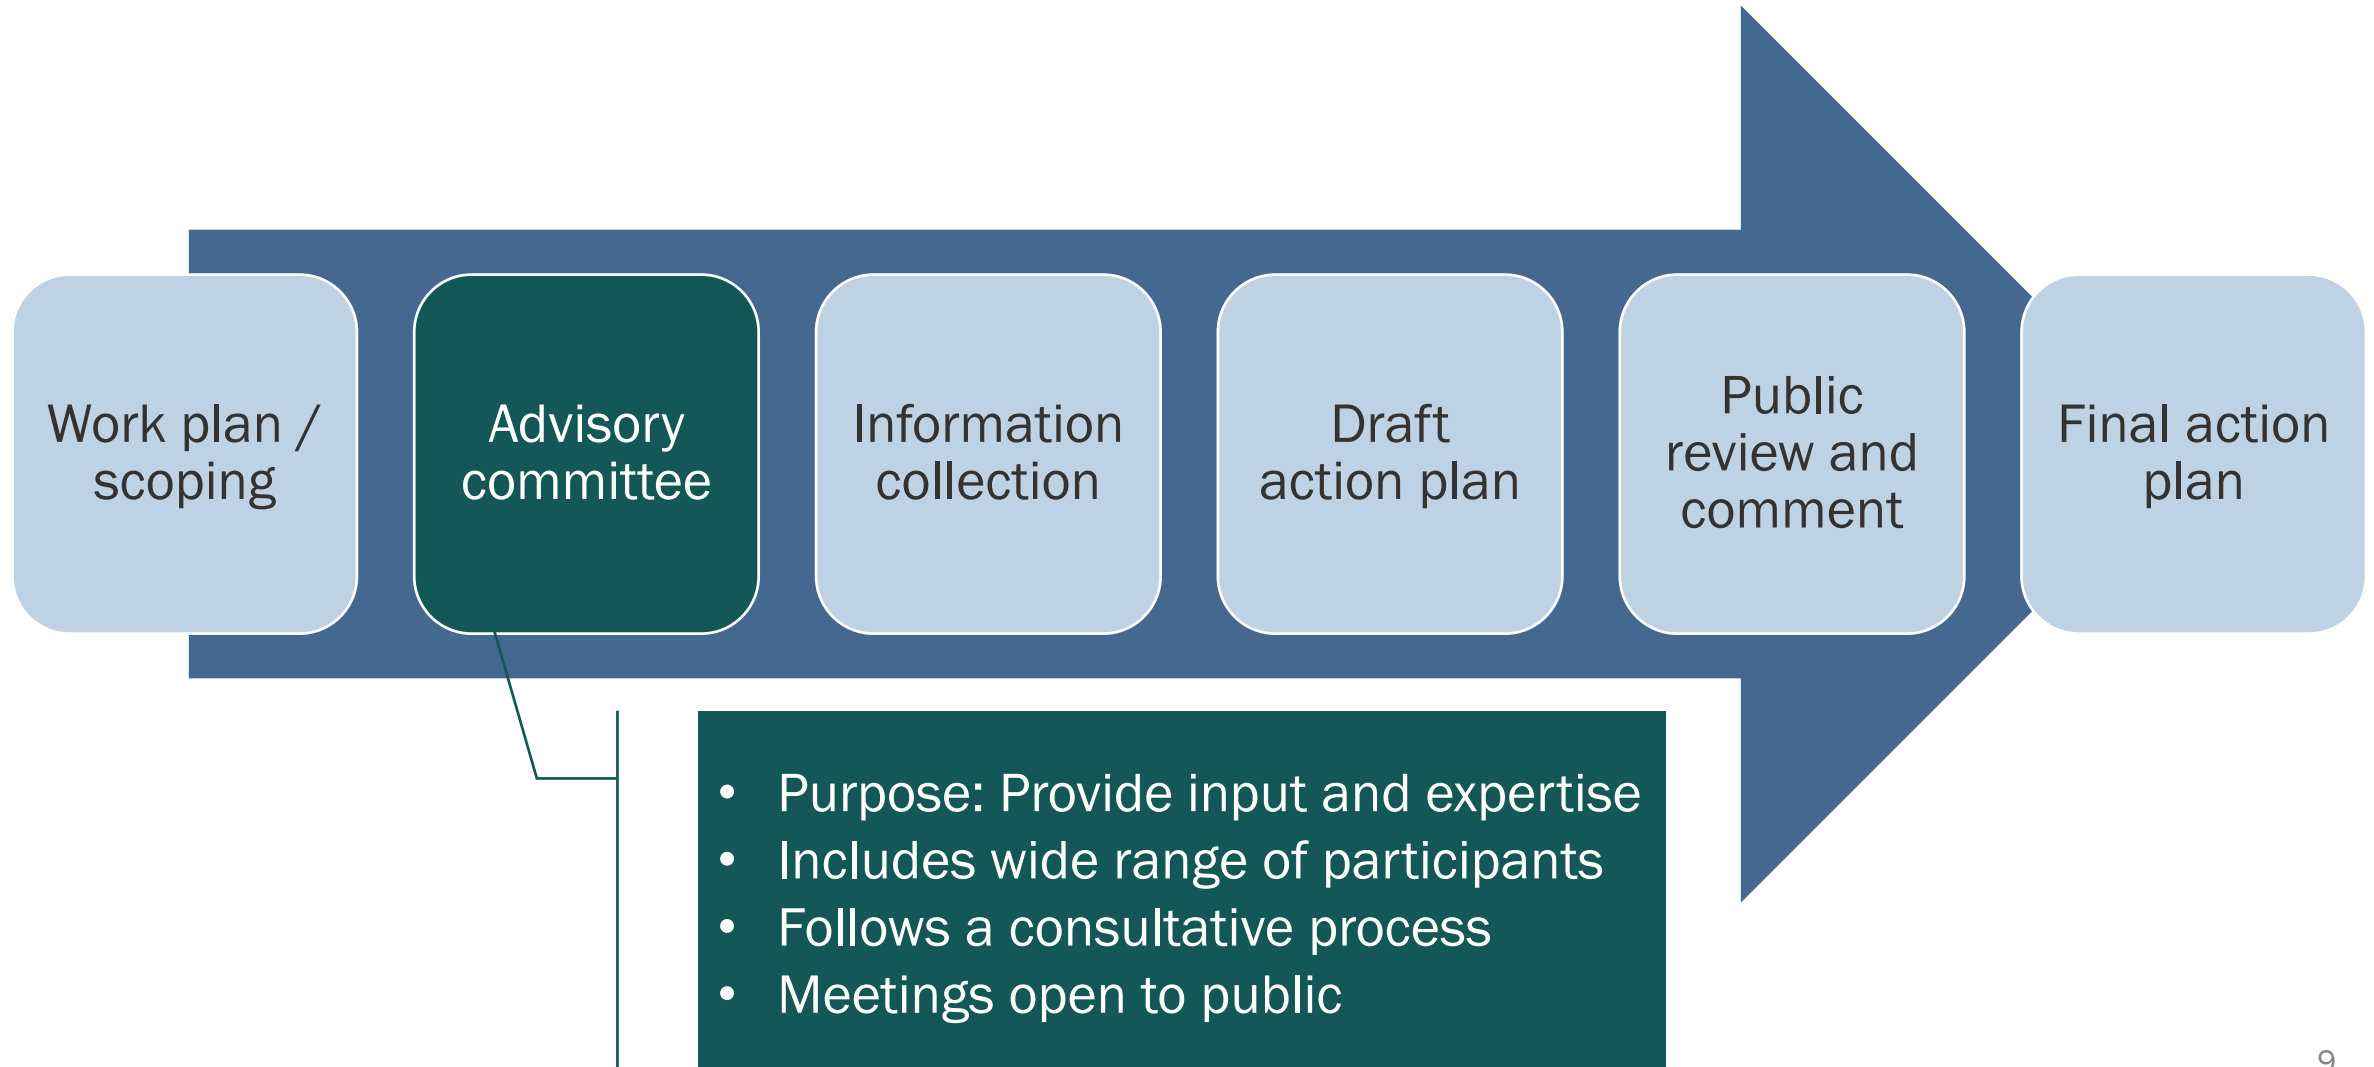 Work plan /
scoping
Advisory
committee
Information
collection
Draft
action plan
Public
review and
comment
Final action
plan
• Purpose: Provide input and expertise
• Includes wide range of participants
• Follows a consultative process
• Meetings open to public
9